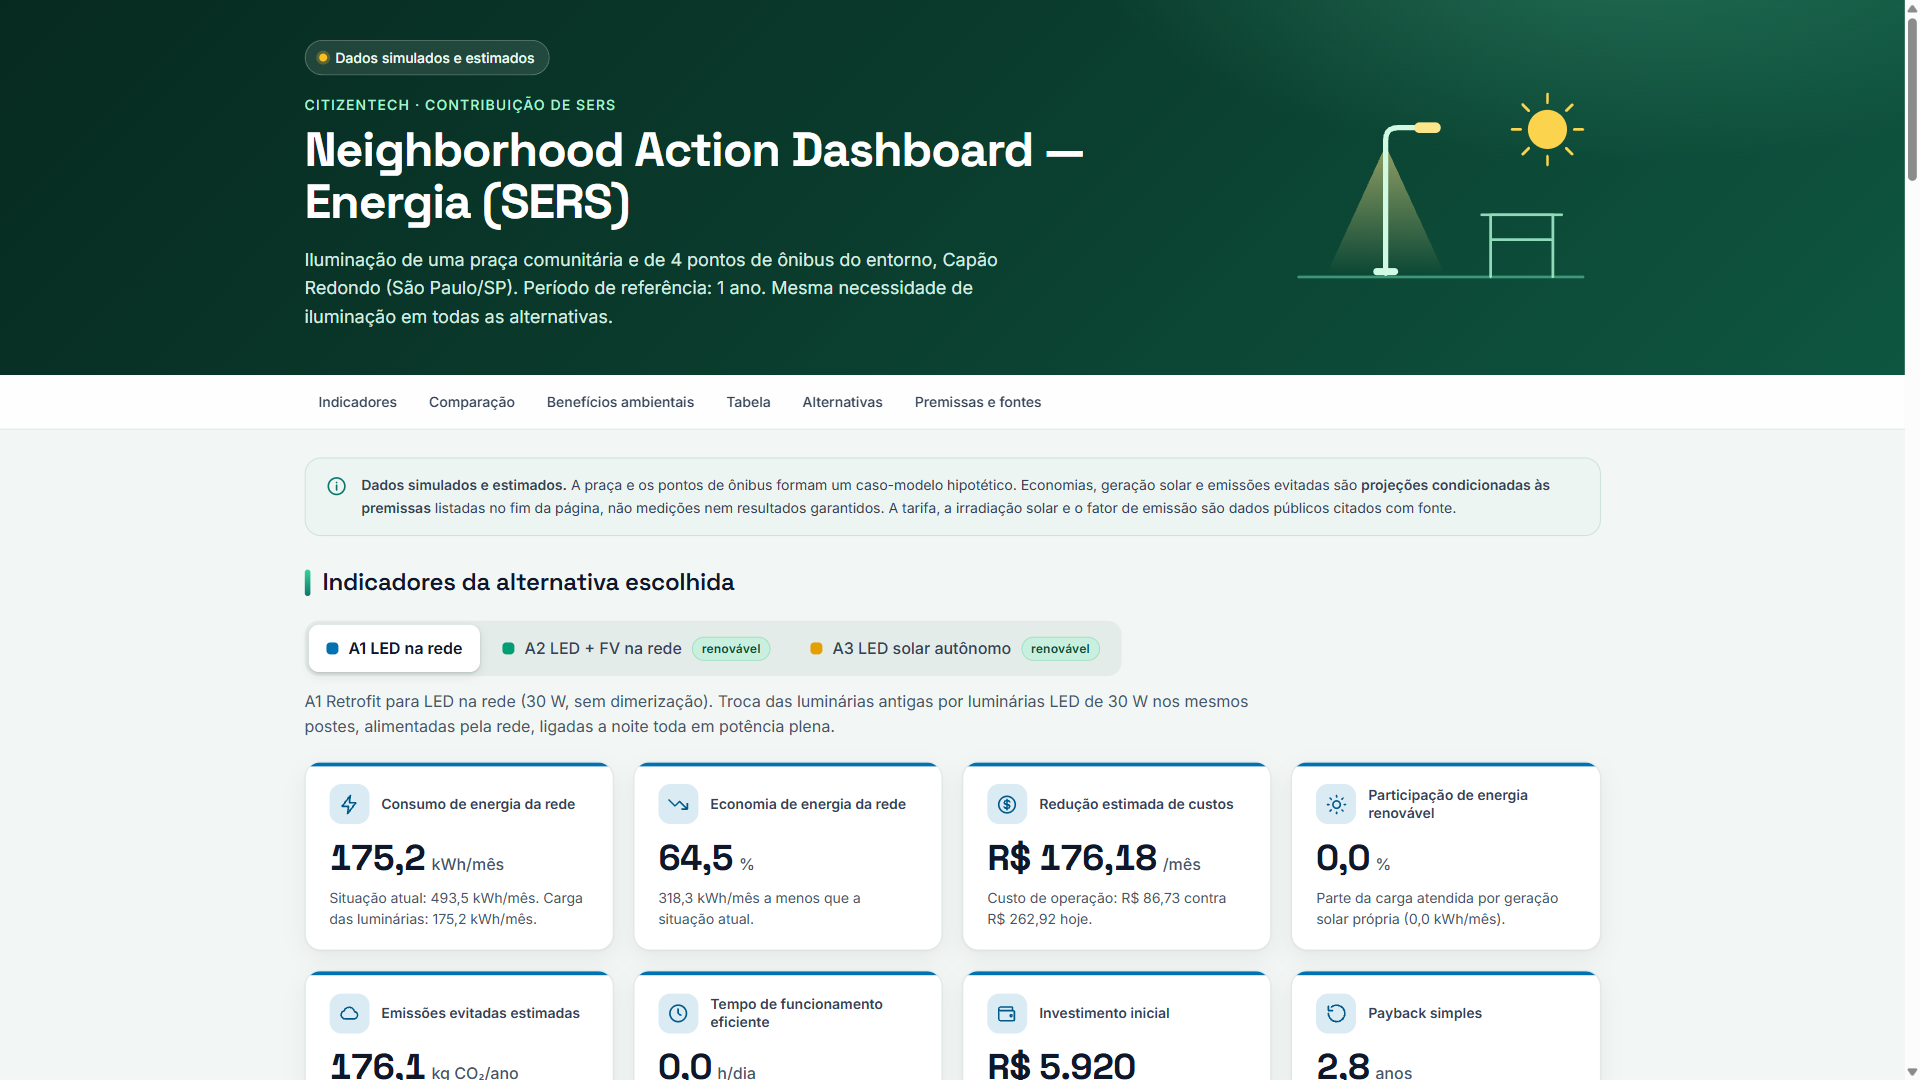 Dados simulados e estimados
CITIZENTECH · CONTRIBUIÇÃO DE SERS
Neighborhood Action Dashboard —
Energia (SERS)
Iluminação de uma praça comunitária e de 4 pontos de ônibus do entorno, Capão
Redondo (São Paulo/SP). Período de referência: 1 ano. Mesma necessidade de
iluminação em todas as alternativas.
Indicadores Comparação Benefícios ambientais Tabela Alternativas Premissas e fontes
Dados simulados e estimados. A praça e os pontos de ônibus formam um caso-modelo hipotético. Economias, geração solar e emissões evitadas são projeções condicionadas às
premissas listadas no fim da página, não medições nem resultados garantidos. A tarifa, a irradiação solar e o fator de emissão são dados públicos citados com fonte.
Indicadores da alternativa escolhida
A1 LED na rede
A2 LED + FV na rede renovável
A3 LED solar autônomo renovável
A1 Retrofit para LED na rede (30 W, sem dimerização). Troca das luminárias antigas por luminárias LED de 30 W nos mesmos
postes, alimentadas pela rede, ligadas a noite toda em potência plena.
Consumo de energia da rede
175,2 kWh/mês
Situação atual: 493,5 kWh/mês. Carga
das luminárias: 175,2 kWh/mês.
Economia de energia da rede
64,5 %
318,3 kWh/mês a menos que a
situação atual.
Redução estimada de custos
R$ 176,18 /mês
Custo de operação: R$ 86,73 contra
R$ 262,92 hoje.
Participação de energia
renovável
0,0 %
Parte da carga atendida por geração
solar própria (0,0 kWh/mês).
Emissões evitadas estimadas
176,1 kg CO₂/ano
Tempo de funcionamento
eficiente
0,0 h/dia
Investimento inicial
R$ 5.920
Payback simples
2,8 anos